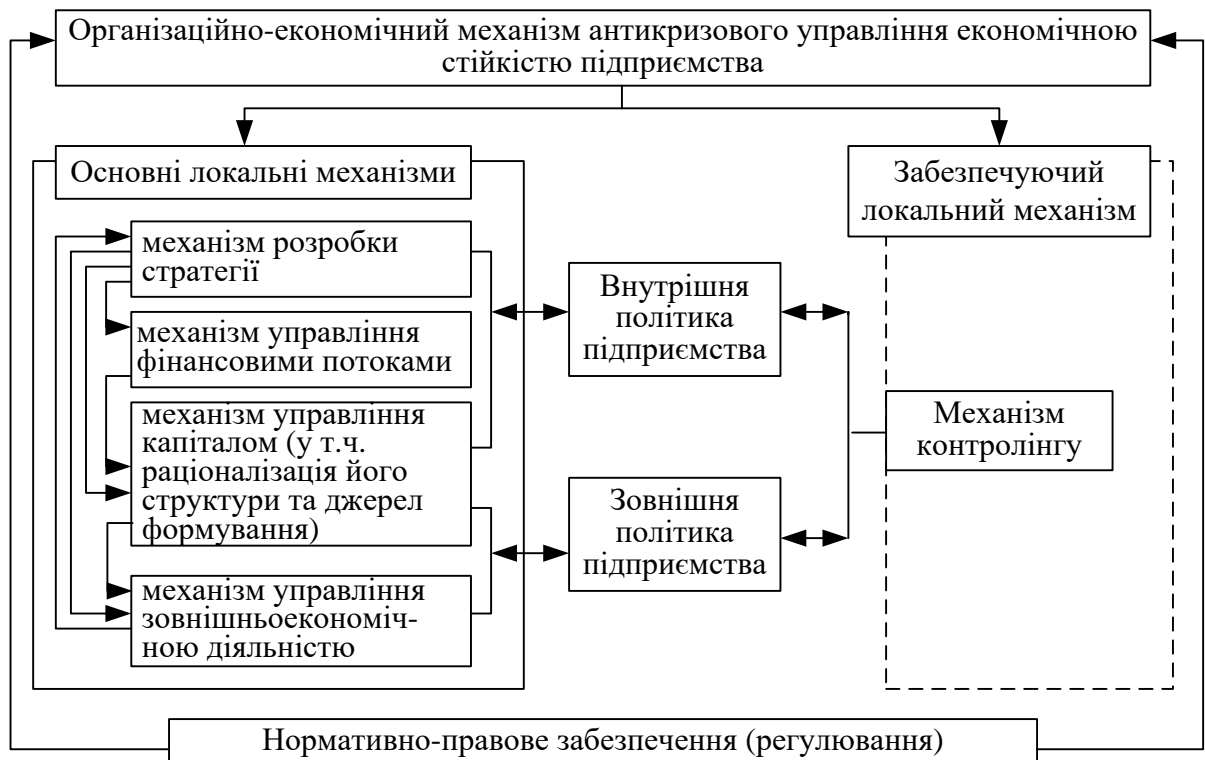 Організаційно-економічний механізм антикризового управління економічною
стійкістю підприємства
Основні локальні механізми
Забезпечуючий
локальний механізм
механізм розробки
стратегії
механізм управління
фінансовими потоками
механізм управління
капіталом (у т.ч.
раціоналізація його
структури та джерел
формування)
механізм управління
зовнішньоекономіч-
ною діяльністю
Внутрішня
політика
підприємства
Зовнішня
політика
підприємства
Механізм
контролінгу
Нормативно-правове забезпечення (регулювання)